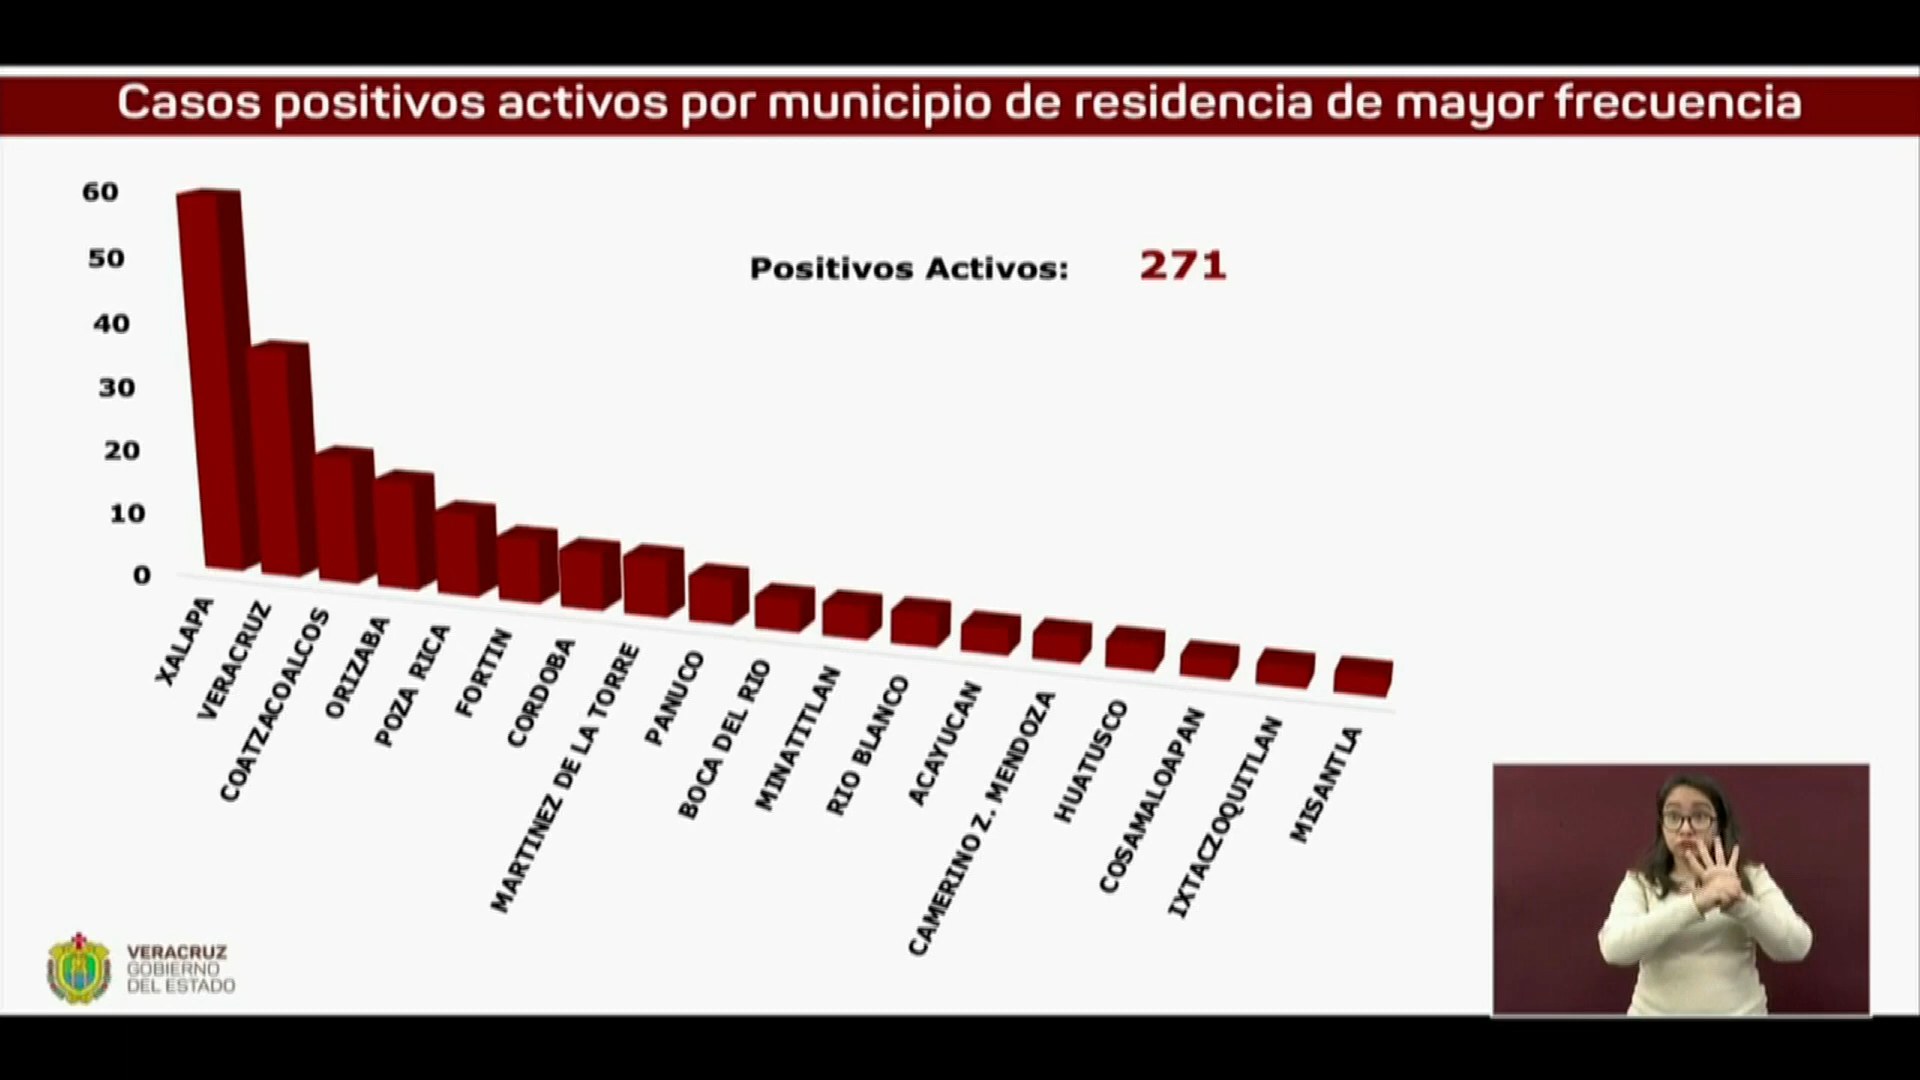 Casos positivos activos por municipio de residencia de mayor frecuencia
60
50
40
30
20
10
0
Positivos Activos: 271
XALAPA
VERACRUZ
COATZACOALCOS
ORIZABA
POZA RICA
FORTIN
CORDOBA
MARTINEZ DE LA TORRE
PANUCO
BOCA DEL RIO
MINATITLAN
RIO BLANCO
ACAYUCAN
CAMERINO Z. MENDOZA
HUATUSCO
COSAMALOAPAN
IXTACZOQUITLAN
MISANTLA
VERACRUZ
GOBIERNO
DEL ESTADO